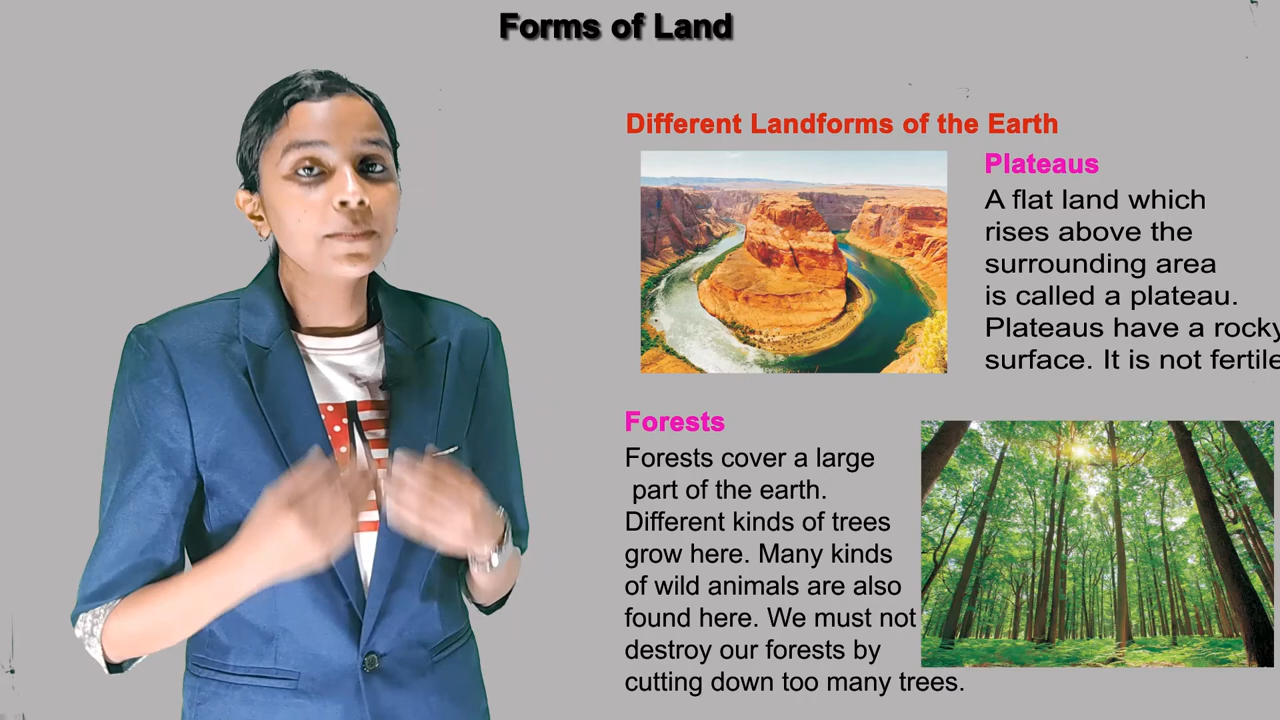 Forms of Land
Different Landforms of the Earth
Plateaus
A flat land which
rises above the
surrounding area
is called a plateau.
Plateaus have a rocky
surface. It is not fertile
Forests
Forests cover a large
part of the earth.
Different kinds of trees
grow here. Many kinds
of wild animals are also
found here. We must not
destroy our forests by
cutting down too many trees.